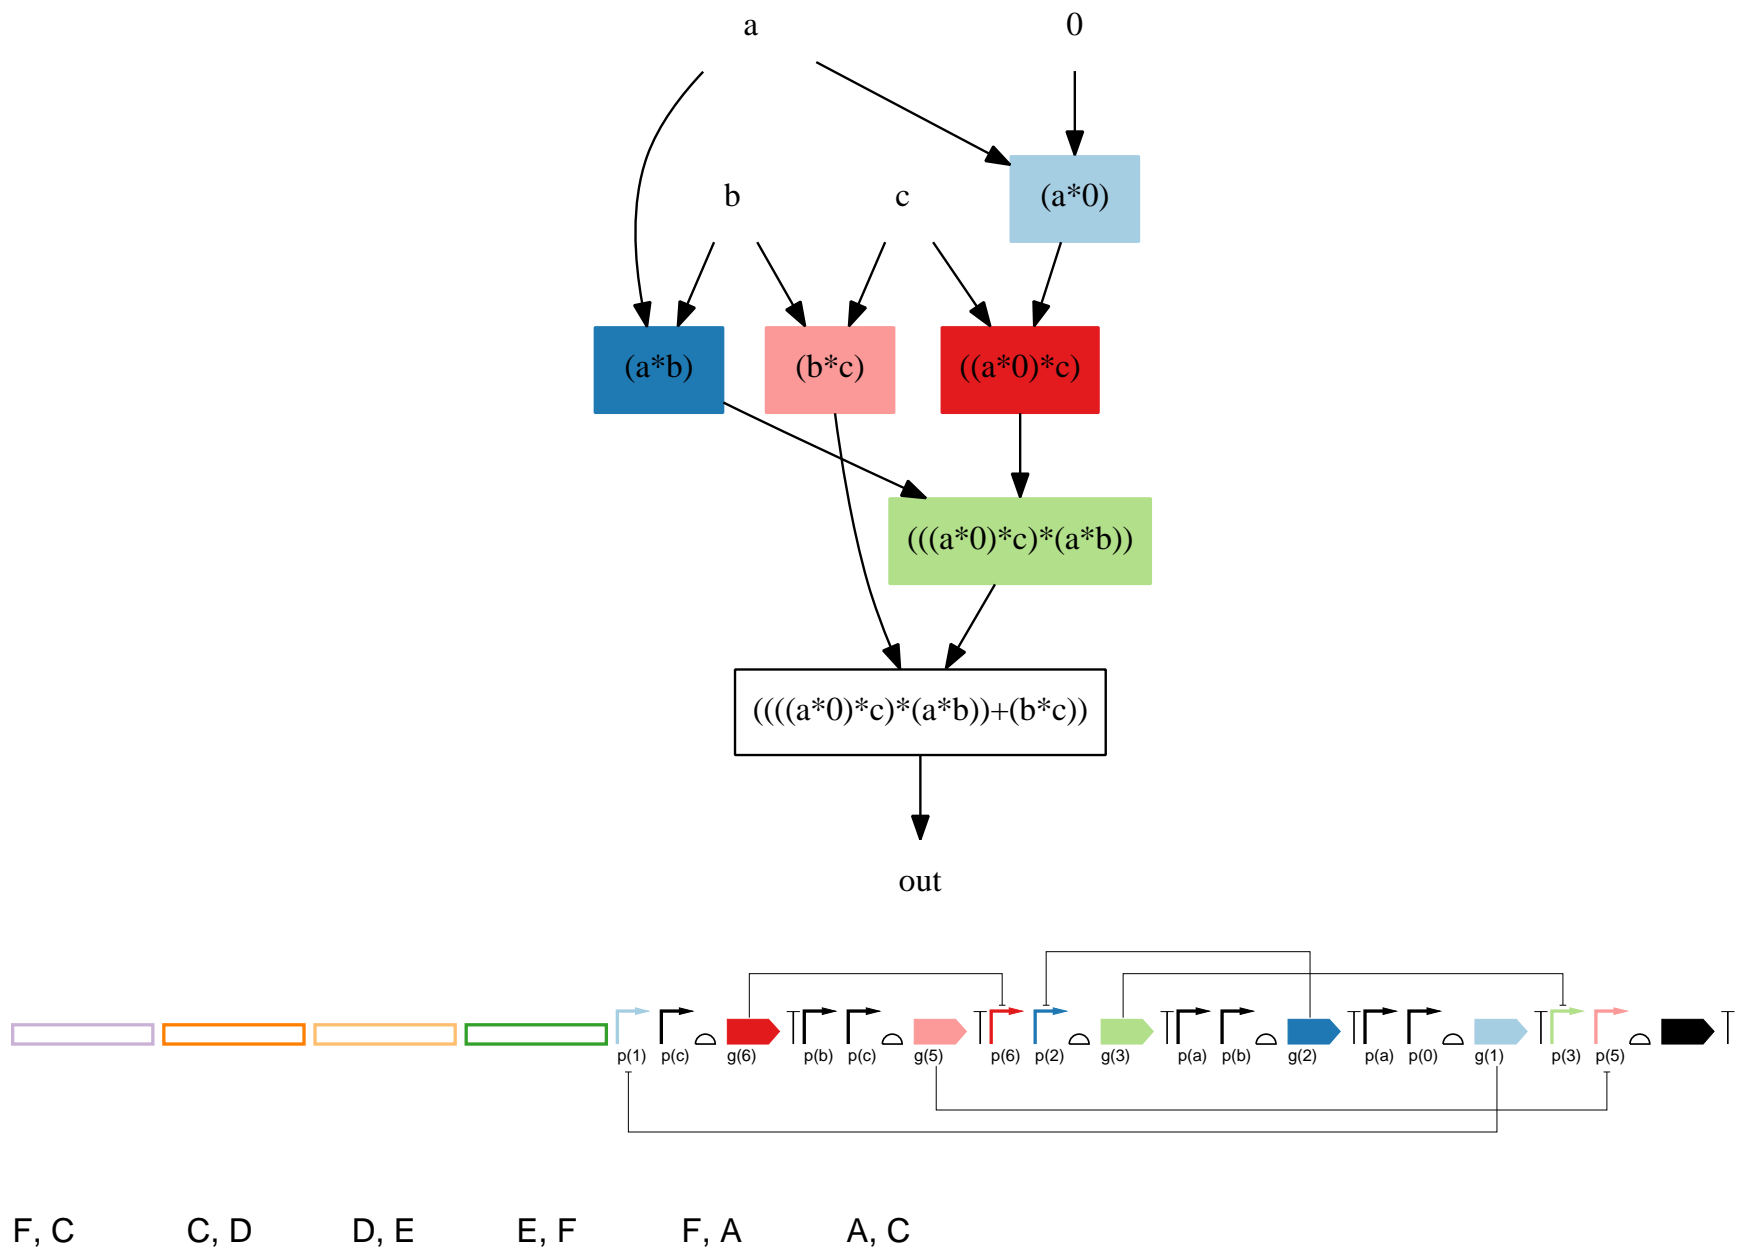 a 0
b c (a*0)
(a*b) (b*c) ((a*0)*c)
(((a*0)*c)*(a*b))
((((a*0)*c)*(a*b))+(b*c))
out
p(1) p(c) g(6) p(b) p(c) g(5) p(6) p(2) g(3) p(a) p(b) g(2) p(a) p(0) g(1) p(3) p(5)
F, C C, D D, E E, F F, A A, C